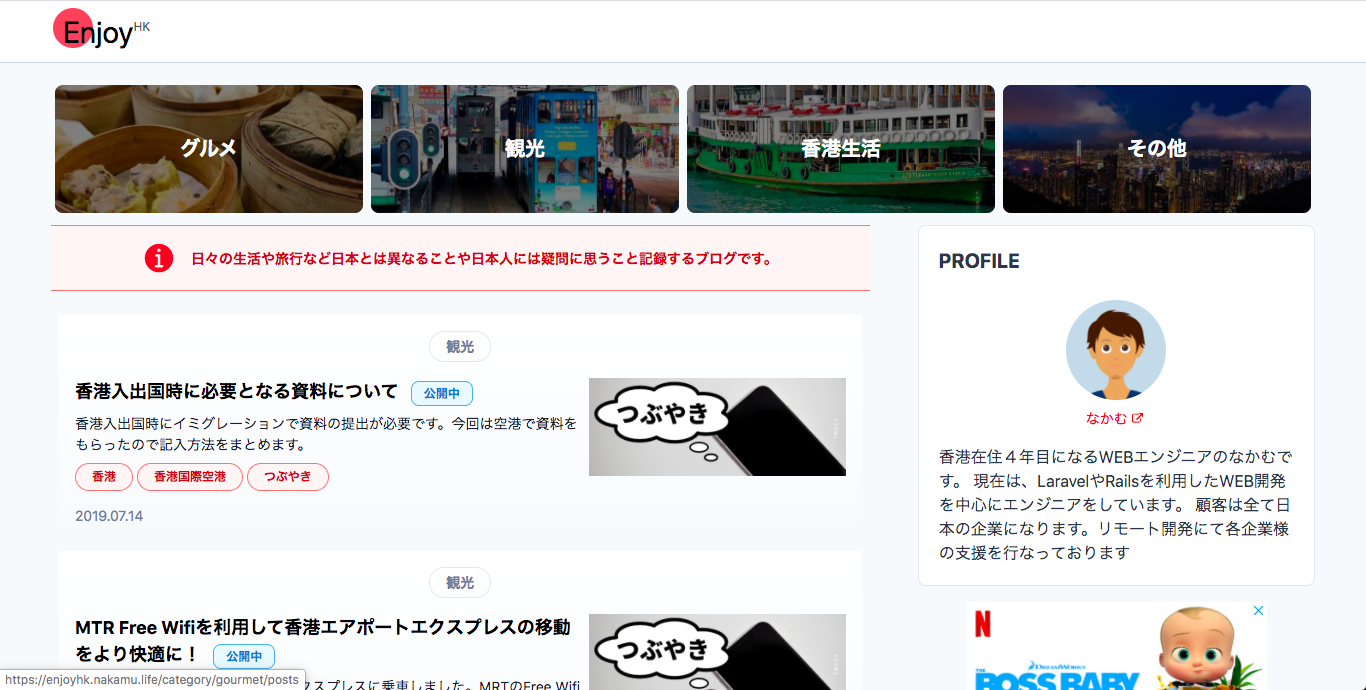 Enjoy HK
グルメ
観光
香港生活
その他
日々の生活や旅行など日本とは異なることや日本人には疑問に思うこと記録するブログです。
観光
香港入出国時に必要となる資料について 公開中
香港入出国時にイミグレーションで資料の提出が必要です。今回は空港で資料を
もらったので記入方法をまとめます。
香港 香港国際空港 つぶやき
2019.07.14
つぶやき
TWEET
観光
MTR Free Wifiを利用して香港エアポートエクスプレスの移動
をより快適に！ 公開中
クスプレスに乗車しました。MRTのFree Wifi
つぶやき
TWEET
PROFILE
なかむ
香港在住４年目になるWEBエンジニアのなかむで
す。 現在は、LaravelやRailsを利用したWEB開発
を中心にエンジニアをしています。 顧客は全て日
本の企業になります。リモート開発にて各企業様
の支援を行なっております
N
DREAMWORKS
THE
BOSS BABY
https://enjoyhk.nakamu.life/category/gourmet/posts